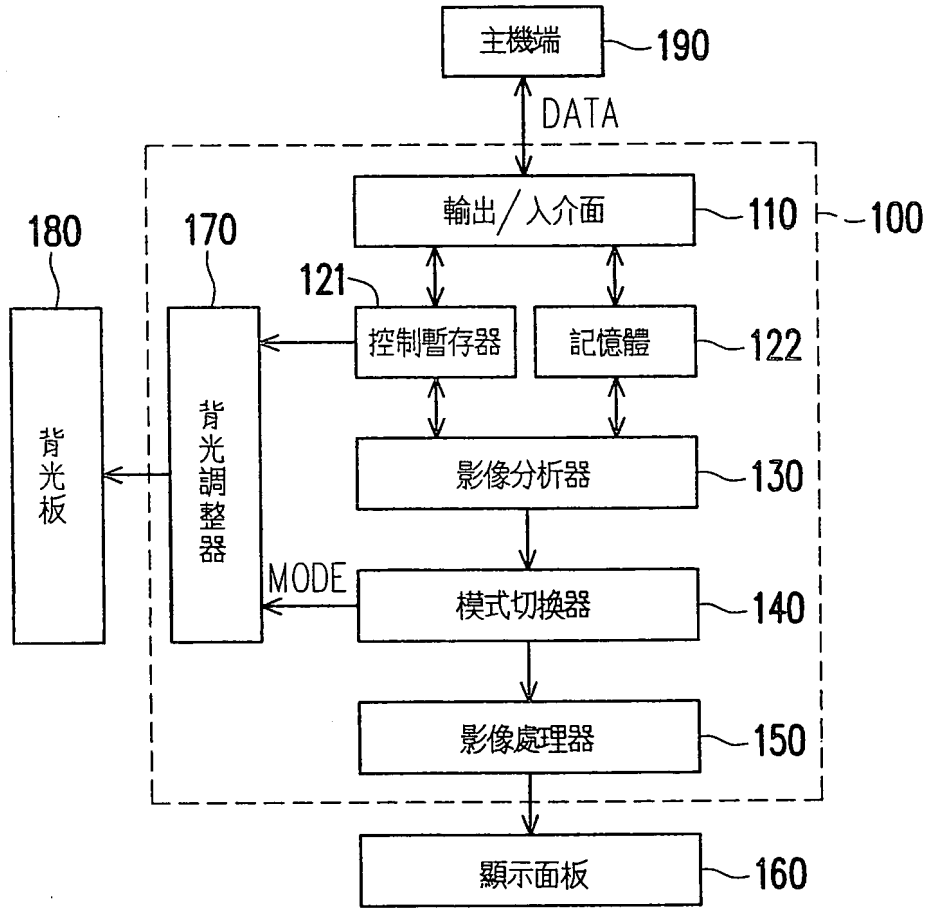 主機端
190
DATA
輸出/入介面
110
100
180
170
121
控制暫存器
記憶體
122
背光板
背光調整器
影像分析器
130
MODE
模式切換器
140
影像處理器
150
顯示面板
160